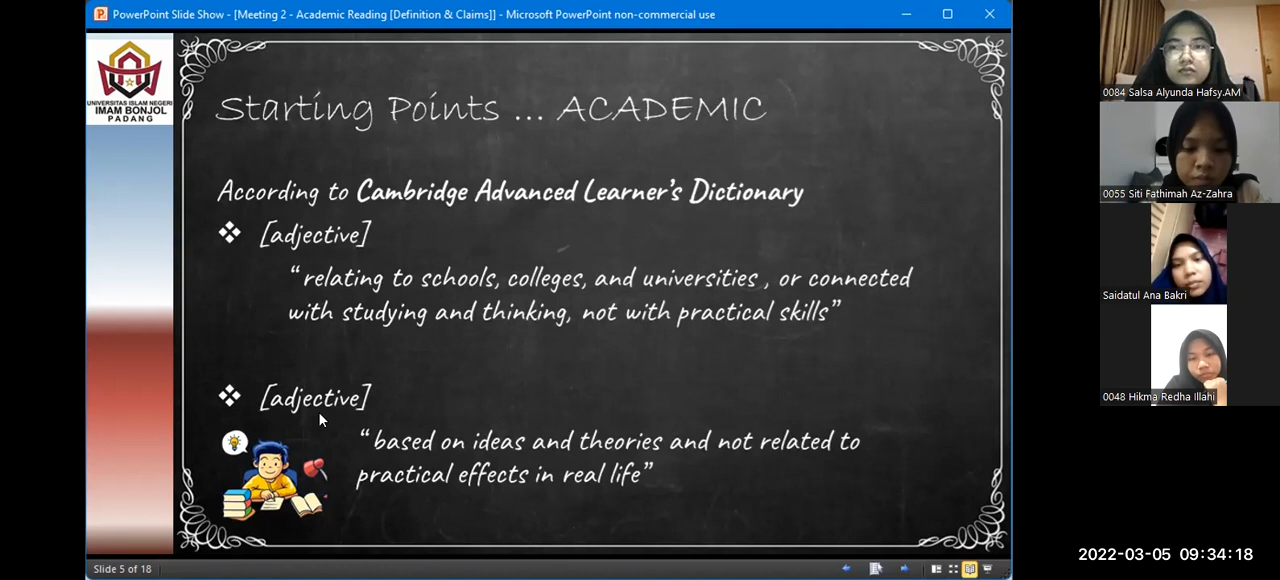 PowerPoint Slide Show - [Meeting 2 - Academic Reading [Definition & Claims]] - Microsoft PowerPoint non-commercial use
UNIVERSITAS ISLAM NEGERI
IMAM BONJOL
PADANG
Starting Points ... ACADEMIC
According to Cambridge Advanced Learner's Dictionary
[adjective]
“relating to schools, colleges, and universities , or connected
with studying and thinking, not with practical skills”
[adjective]
“based on ideas and theories and not related to
practical effects in real life”
Slide 5 of 18
0084 Salsa Alyunda Hafsy.AM
0055 Siti Fathimah Az-Zahra
Saidatul Ana Bakri
0048 Hikma Redha Illahi
2022-03-05 09:34:18